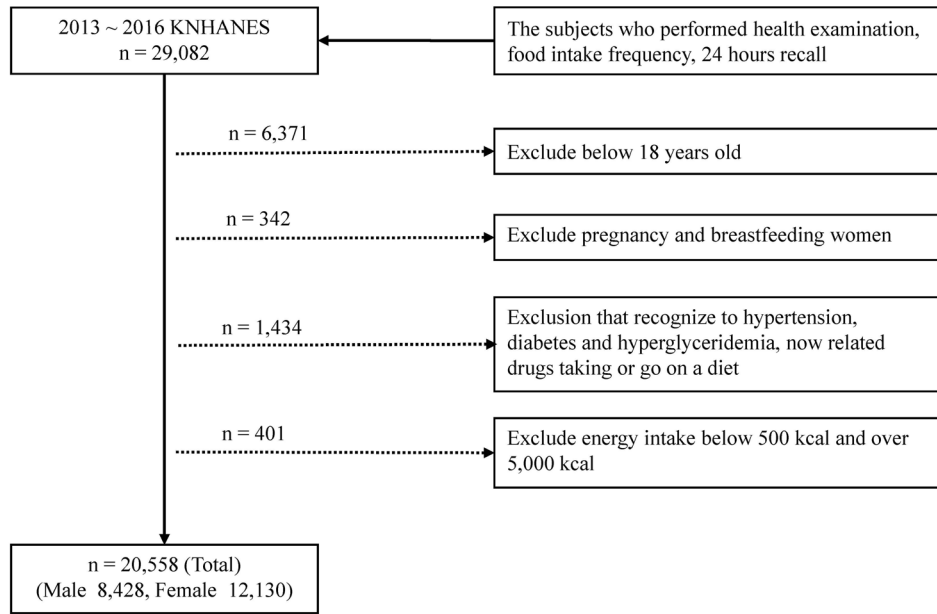 2013 ~ 2016 KNHANES
n = 29,082
The subjects who performed health examination,
food intake frequency, 24 hours recall
n = 6,371
Exclude below 18 years old
n = 342
Exclude pregnancy and breastfeeding women
n = 1,434
Exclusion that recognize to hypertension,
diabetes and hyperglyceridemia, now related
drugs taking or go on a diet
n = 401
Exclude energy intake below 500 kcal and over
5,000 kcal
n = 20,558 (Total)
(Male 8,428, Female 12,130)